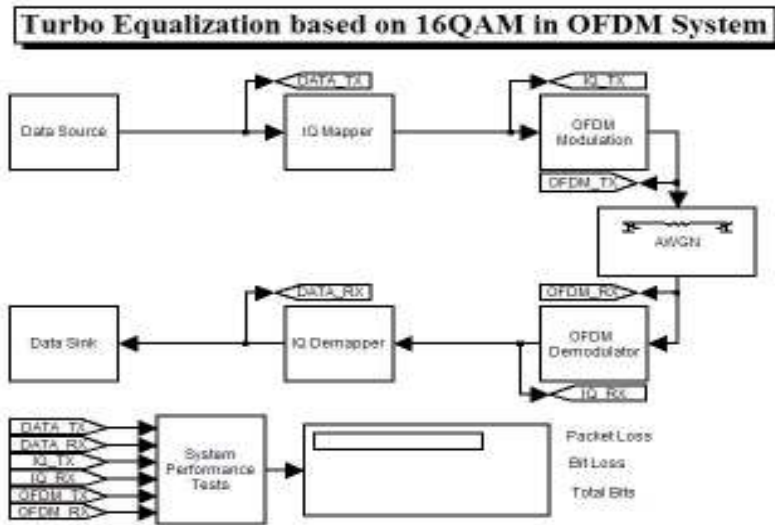 Turbo Equalization based on 16QAM in OFDM System
DATA_TX
IQ_TX
Data Source
IQ Mapper
OFDM
Modulation
OFDM_TX
AWGN
DATA_RX
OFDM_RX
Data Sink
IQ Demapper
OFDM
Demodulator
IQ_RX
DATA_TX
DATA_RX
IQ_TX
IQ_RX
OFDM_TX
OFDM_RX
System
Performance
Tests
Packet Loss
Bit Loss
Total Bits